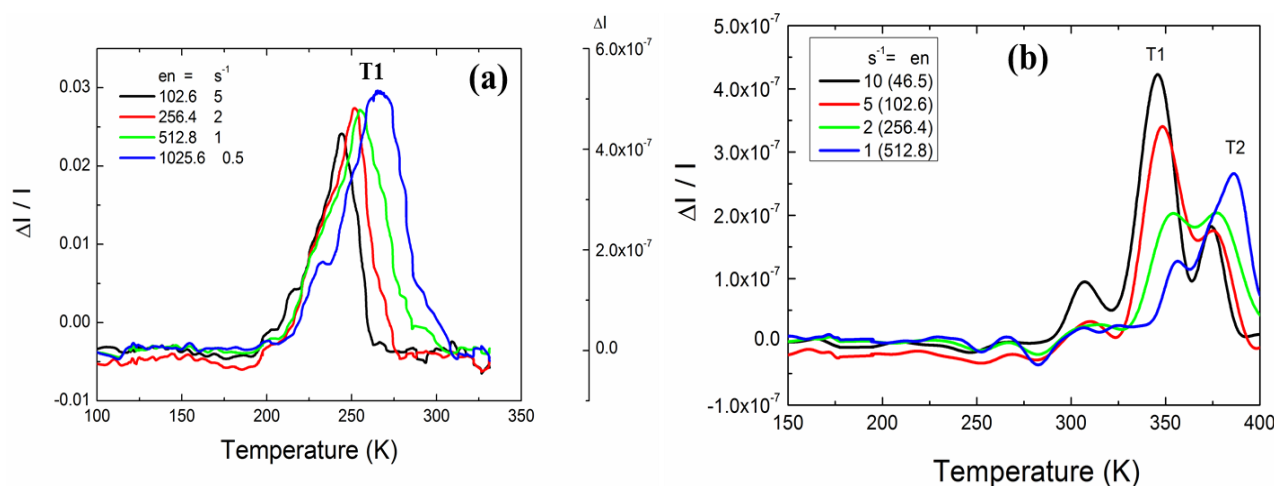 (a)
T1
en = s⁻¹
102.6 5
256.4 2
512.8 1
1025.6 0.5
0.03
0.02
0.01
0.00
-0.01
ΔI / I
100 150 200 250 300 350
Temperature (K)
ΔI
6.0x10⁻⁷
4.0x10⁻⁷
2.0x10⁻⁷
0.0
(b)
s⁻¹= en
10 (46.5)
5 (102.6)
2 (256.4)
1 (512.8)
T1
T2
5.0x10⁻⁷
4.0x10⁻⁷
3.0x10⁻⁷
2.0x10⁻⁷
1.0x10⁻⁷
0.0
-1.0x10⁻⁷
ΔI / I
150 200 250 300 350 400
Temperature (K)